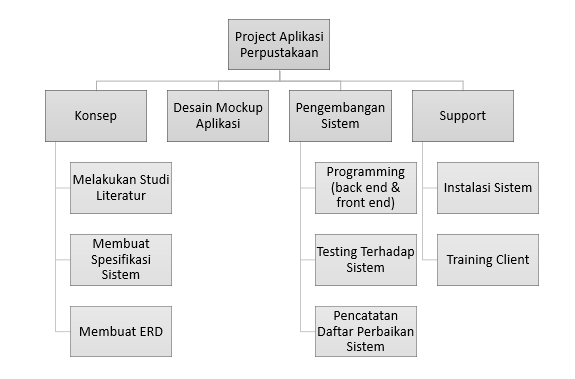 Project Aplikasi
Perpustakaan
Konsep
Desain Mockup
Aplikasi
Pengembangan
Sistem
Support
Melakukan Studi
Literatur
Membuat
Spesifikasi
Sistem
Membuat ERD
Programming
(back end &
front end)
Testing Terhadap
Sistem
Pencatatan
Daftar Perbaikan
Sistem
Instalasi Sistem
Training Client